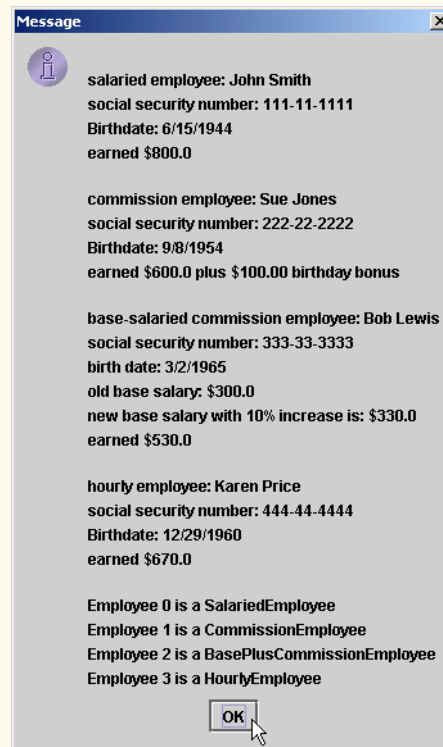 Message
salaried employee: John Smith
social security number: 111-11-1111
Birthdate: 6/15/1944
earned $800.0
commission employee: Sue Jones
social security number: 222-22-2222
Birthdate: 9/8/1954
earned $600.0 plus $100.00 birthday bonus
base-salaried commission employee: Bob Lewis
social security number: 333-33-3333
birth date: 3/2/1965
old base salary: $300.0
new base salary with 10% increase is: $330.0
earned $530.0
hourly employee: Karen Price
social security number: 444-44-4444
Birthdate: 12/29/1960
earned $670.0
Employee 0 is a SalariedEmployee
Employee 1 is a CommissionEmployee
Employee 2 is a BasePlusCommissionEmployee
Employee 3 is a HourlyEmployee
OK